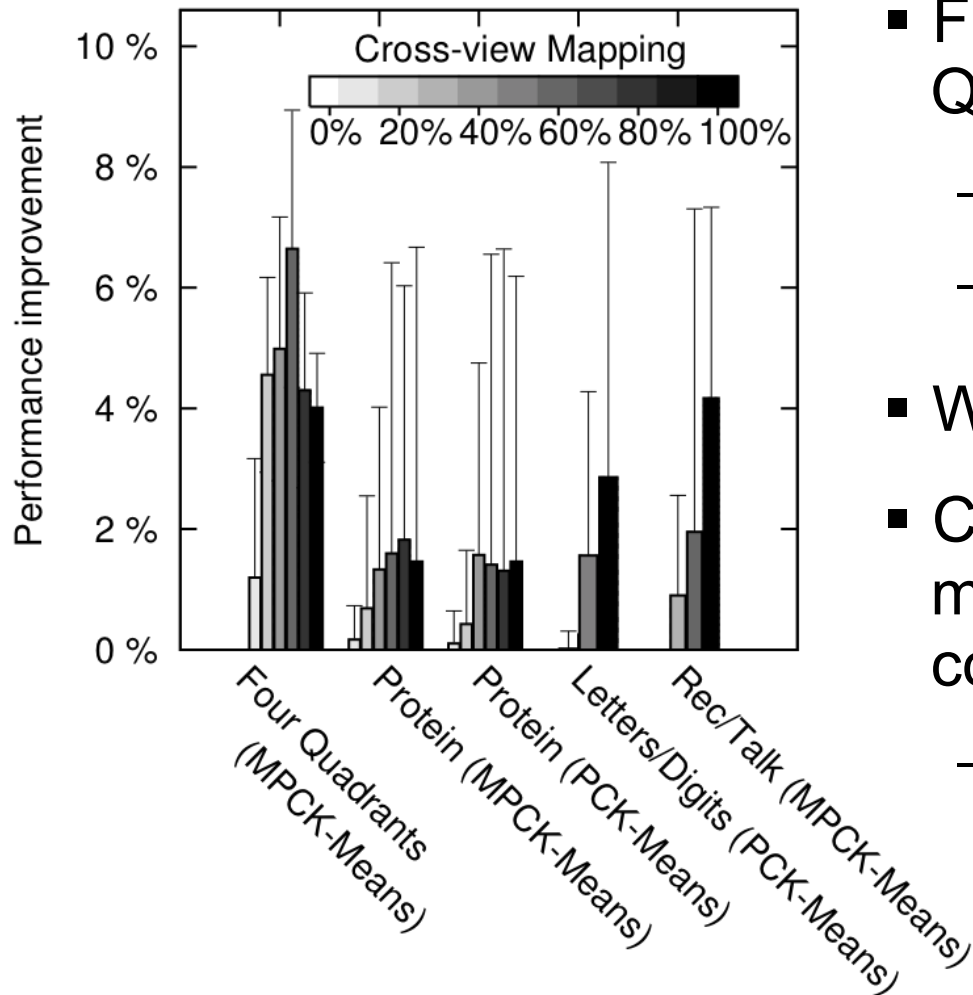 10 %
8 %
6 %
4 %
2 %
0 %
Performance improvement
Cross-view Mapping
0% 20% 40% 60% 80% 100%
Four Quadrants
(MPCK-Means)
Protein (MPCK-Means)
Protein (PCK-Means)
Letters/Digits (PCK-Means)
Rec/Talk (MPCK-Means)
▪ F
Q
–
–
▪ W
▪ C
m
co
–